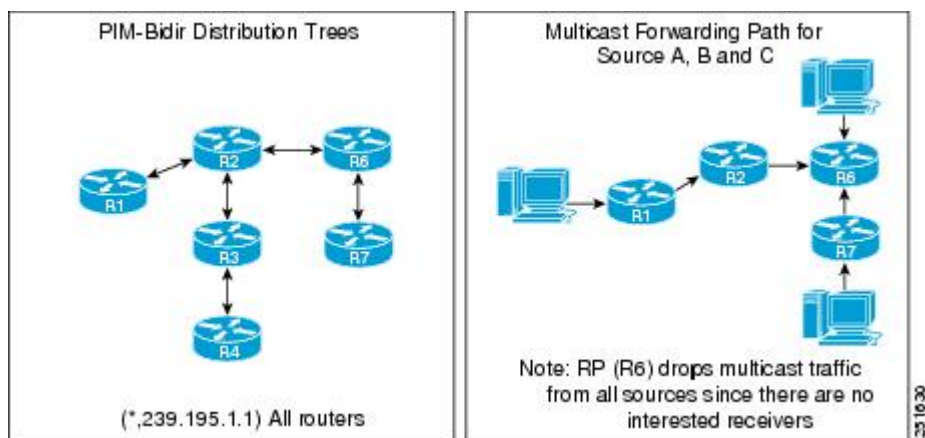 PIM-Bidir Distribution Trees
R2
R6
R1
R3
R7
R4
(*,239.195.1.1) All routers
Multicast Forwarding Path for
Source A, B and C
R2
R6
R1
R7
Note: RP (R6) drops multicast traffic
from all sources since there are no
interested receivers
251630